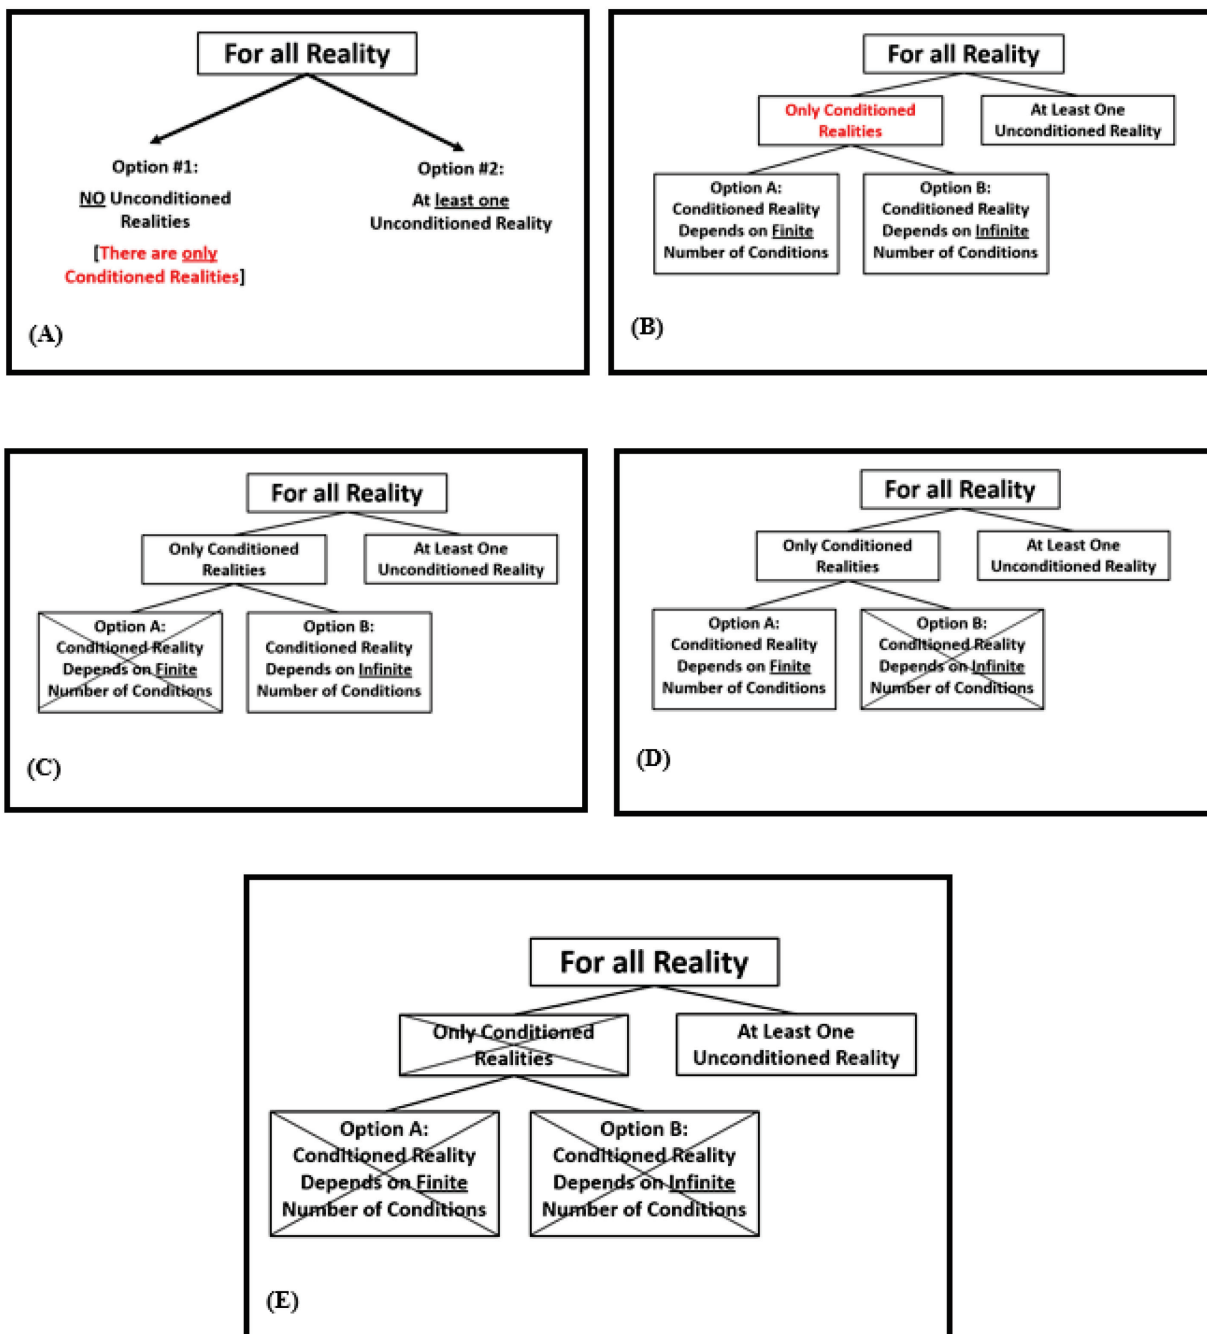 For all Reality
Option #1:
NO Unconditioned
Realities
[There are only
Conditioned Realities]
Option #2:
At least one
Unconditioned Reality
(A)
For all Reality
Only Conditioned
Realities
At Least One
Unconditioned Reality
Option A:
Conditioned Reality
Depends on Finite
Number of Conditions
Option B:
Conditioned Reality
Depends on Infinite
Number of Conditions
(B)
For all Reality
Only Conditioned
Realities
At Least One
Unconditioned Reality
Option A:
Conditioned Reality
Depends on Finite
Number of Conditions
Option B:
Conditioned Reality
Depends on Infinite
Number of Conditions
(C)
For all Reality
Only Conditioned
Realities
At Least One
Unconditioned Reality
Option A:
Conditioned Reality
Depends on Finite
Number of Conditions
Option B:
Conditioned Reality
Depends on Infinite
Number of Conditions
(D)
For all Reality
Only Conditioned
Realities
At Least One
Unconditioned Reality
Option A:
Conditioned Reality
Depends on Finite
Number of Conditions
Option B:
Conditioned Reality
Depends on Infinite
Number of Conditions
(E)